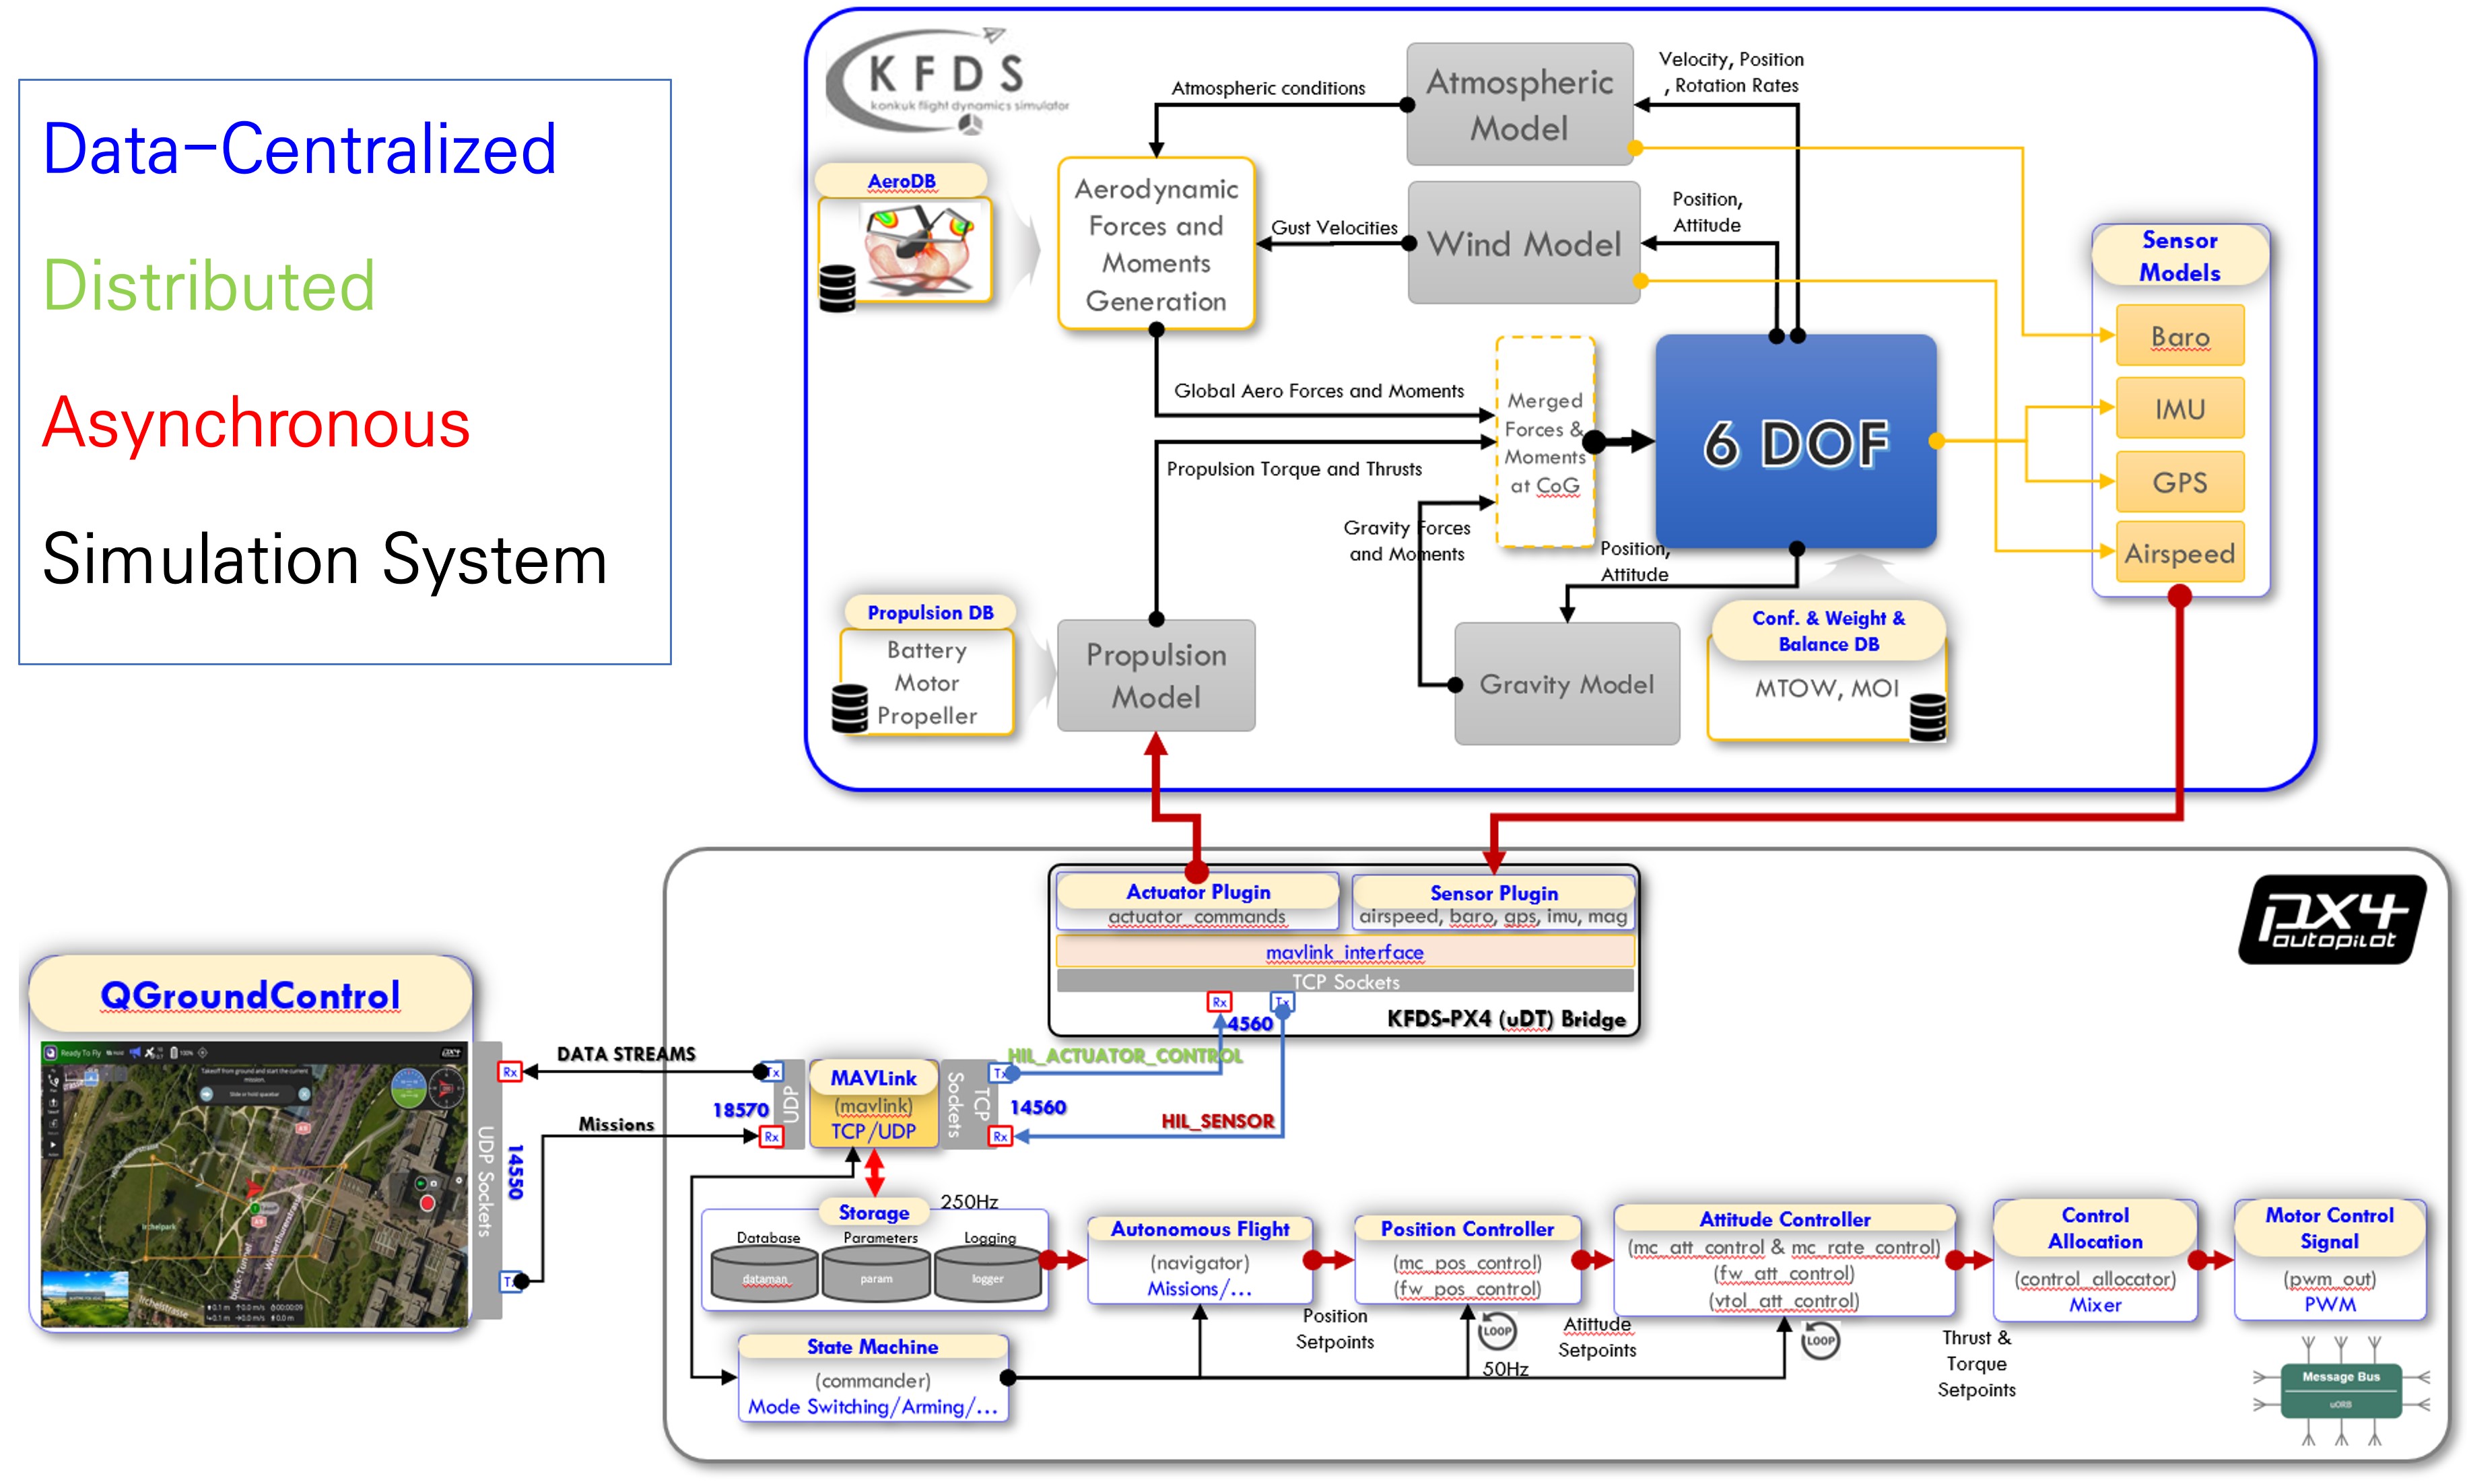 Data-Centralized
Distributed
Asynchronous
Simulation System
KFDS
konkuk flight dynamics simulator
Atmospheric conditions
Atmospheric
Model
Velocity, Position
, Rotation Rates
AeroDB
Aerodynamic
Forces and
Moments
Generation
Gust Velocities
Wind Model
Position,
Attitude
Sensor
Models
Baro
IMU
GPS
Airspeed
Global Aero Forces and Moments
Merged
Forces &
Moments
at CoG
6 DOF
Propulsion Torque and Thrusts
Gravity Forces
and Moments
Position,
Attitude
Propulsion DB
Battery
Motor
Propeller
Propulsion
Model
Gravity Model
Conf. & Weight &
Balance DB
MTOW, MOI
Actuator Plugin
actuator_commands
Sensor Plugin
airspeed, baro, gps, imu, mag
mavlink_interface
TCP Sockets
Rx
Tx
4560
KFDS-PX4 (uDT) Bridge
px4
autopilot
QGroundControl
Ready To Fly
100%
px4
Takeoff from ground and start the current
mission.
Slide or hold spacebar
Irchelpark
Winterthurerstrasse
Irchelstrasse
UDP Sockets
14550
Rx
DATA STREAMS
Tx
Missions
18570
Rx
UDP
MAVLink
(mavlink)
TCP/UDP
TCP
Sockets
Tx
Rx
HIL_ACTUATOR_CONTROL
14560
HIL_SENSOR
Storage
250Hz
Database
Parameters
Logging
dataman
param
logger
Autonomous Flight
(navigator)
Missions/...
Position Controller
(mc_pos_control)
(fw_pos_control)
Attitude Controller
(mc_att_control & mc_rate_control)
(fw_att_control)
(vtol_att_control)
Control
Allocation
(control_allocator)
Mixer
Motor Control
Signal
(pwm_out)
PWM
Position
Setpoints
LOOP
50Hz
Atittude
Setpoints
LOOP
Thrust &
Torque
Setpoints
State Machine
(commander)
Mode Switching/Arming/...
Message Bus
uORB